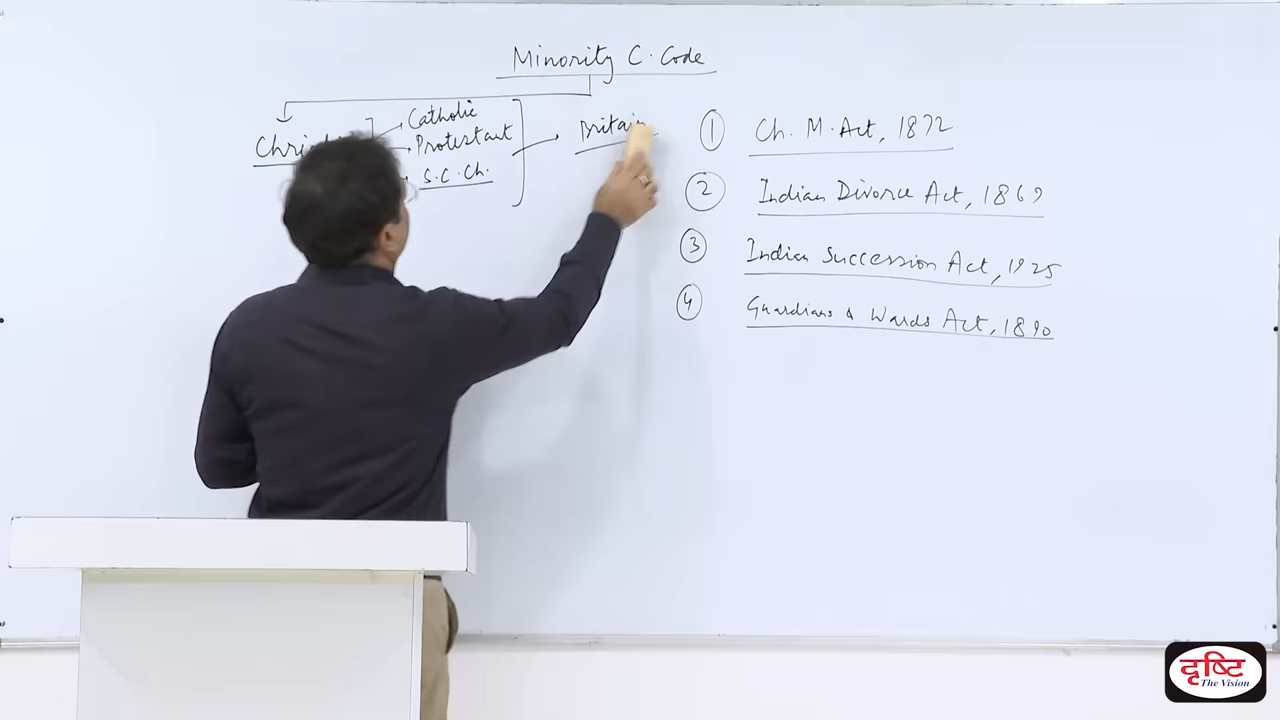 Minority C. Code
Catholic
Protestant
S.C.Ch.
Britain
1 Ch. M. Act, 1872
2 Indian Divorce Act, 1869
3 Indian Succession Act, 1925
4 Guardians & Wards Act, 1890
दृष्टि
The Vision